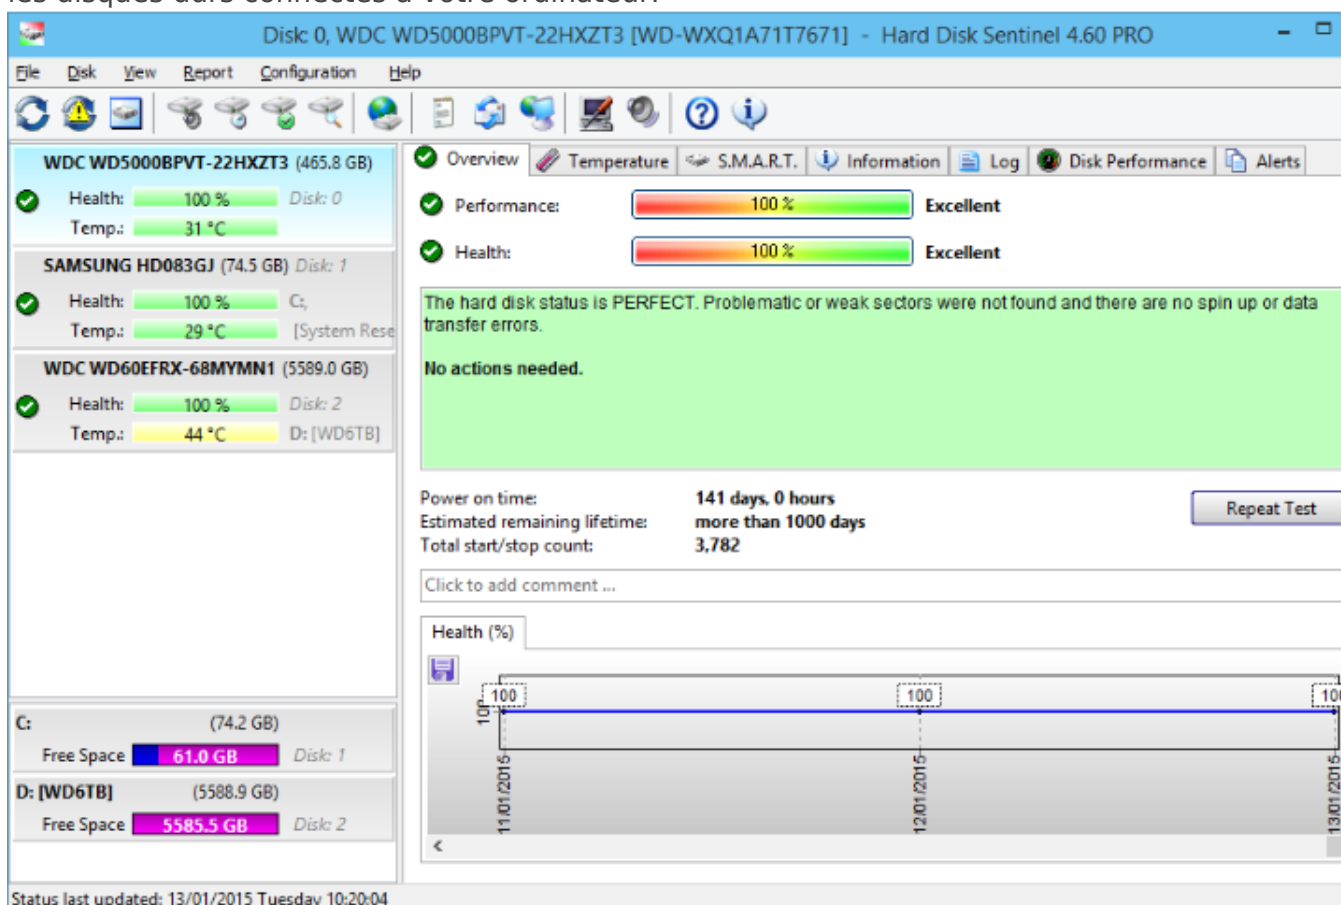 les disques durs connectés à votre ordinateur.
Disk: 0, WDC WD5000BPVT-22HXZT3 [WD-WXQ1A71T7671] - Hard Disk Sentinel 4.60 PRO
File Disk View Report Configuration Help
WDC WD5000BPVT-22HXZT3 (465.8 GB)
Health: 100 % Disk: 0
Temp.: 31 °C
SAMSUNG HD083GJ (74.5 GB) Disk: 1
Health: 100 % C:,
Temp.: 29 °C [System Rese
WDC WD60EFRX-68MYMN1 (5589.0 GB)
Health: 100 % Disk: 2
Temp.: 44 °C D: [WD6TB]
C: (74.2 GB)
Free Space 61.0 GB Disk: 1
D: [WD6TB] (5588.9 GB)
Free Space 5585.5 GB Disk: 2
Overview Temperature S.M.A.R.T. Information Log Disk Performance Alerts
Performance: 100 % Excellent
Health: 100 % Excellent
The hard disk status is PERFECT. Problematic or weak sectors were not found and there are no spin up or data
transfer errors.
No actions needed.
Power on time: 141 days, 0 hours
Repeat Test
Estimated remaining lifetime: more than 1000 days
Total start/stop count: 3,782
Click to add comment ...
Health (%)
100 100 10
100
11/01/2015 12/01/2015 13/01/2015
Status last updated: 13/01/2015 Tuesday 10:20:04